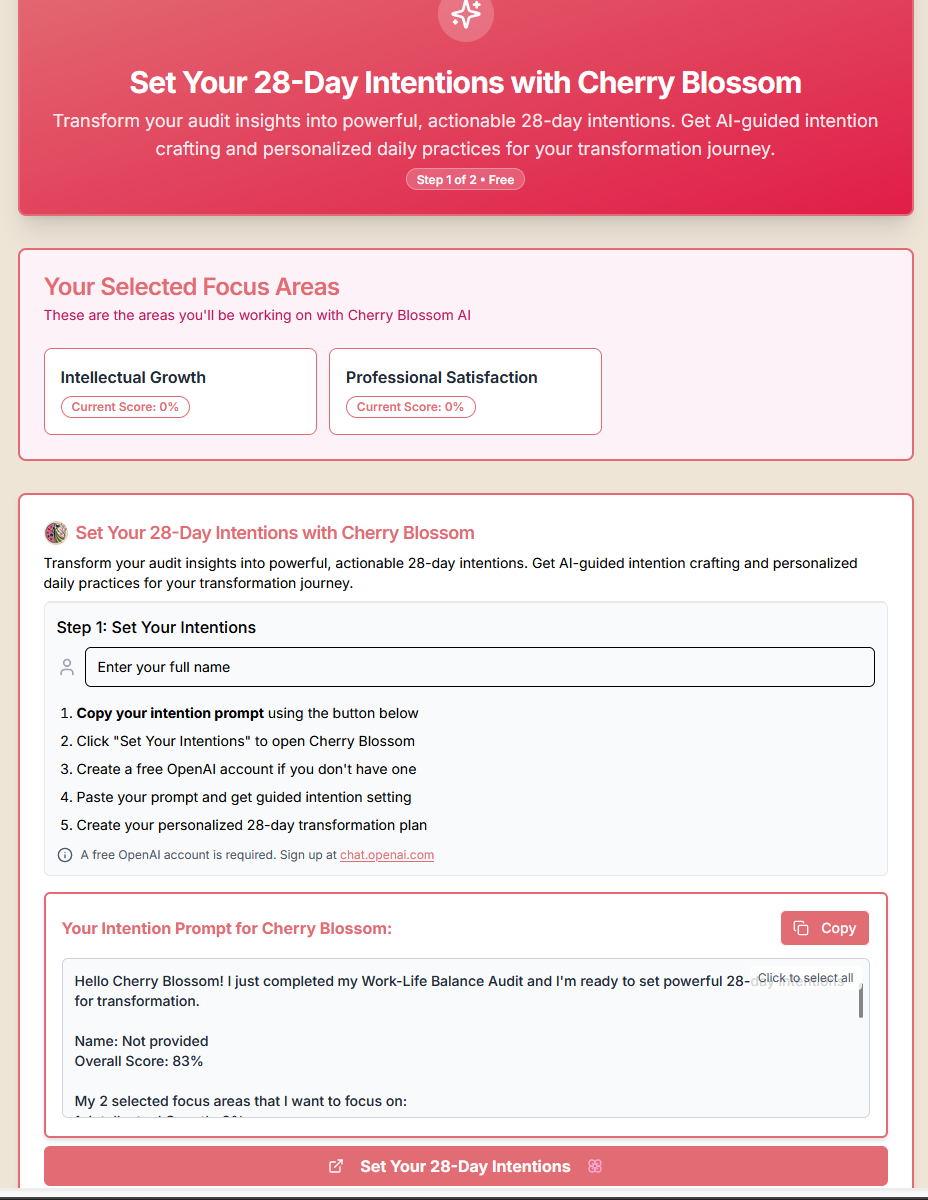 Set Your 28-Day Intentions with Cherry Blossom
Transform your audit insights into powerful, actionable 28-day intentions. Get AI-guided intention
crafting and personalized daily practices for your transformation journey.
Step 1 of 2 • Free
Your Selected Focus Areas
These are the areas you'll be working on with Cherry Blossom AI
Intellectual Growth
Current Score: 0%
Professional Satisfaction
Current Score: 0%
Set Your 28-Day Intentions with Cherry Blossom
Transform your audit insights into powerful, actionable 28-day intentions. Get AI-guided intention crafting and personalized
daily practices for your transformation journey.
Step 1: Set Your Intentions
Enter your full name
1. Copy your intention prompt using the button below
2. Click "Set Your Intentions" to open Cherry Blossom
3. Create a free OpenAI account if you don't have one
4. Paste your prompt and get guided intention setting
5. Create your personalized 28-day transformation plan
A free OpenAI account is required. Sign up at chat.openai.com
Your Intention Prompt for Cherry Blossom:
Copy
Click to select all
Hello Cherry Blossom! I just completed my Work-Life Balance Audit and I'm ready to set powerful 28-day intentions
for transformation.
Name: Not provided
Overall Score: 83%
My 2 selected focus areas that I want to focus on:
Set Your 28-Day Intentions